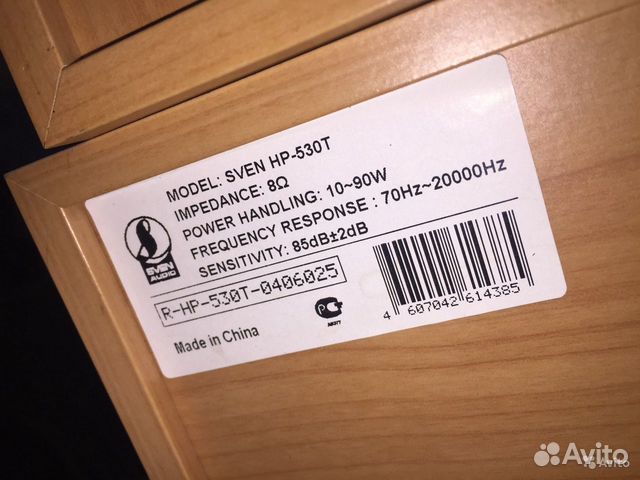 MODEL: SVEN HP-530T
IMPEDANCE: 8Ω
POWER HANDLING: 10~90W
FREQUENCY RESPONSE : 70Hz~20000Hz
SENSITIVITY: 85dB±2dB
SVEN
AUDIO
R-HP-530T-0406025
Made in China
4 607042 614385
Avito
Avito